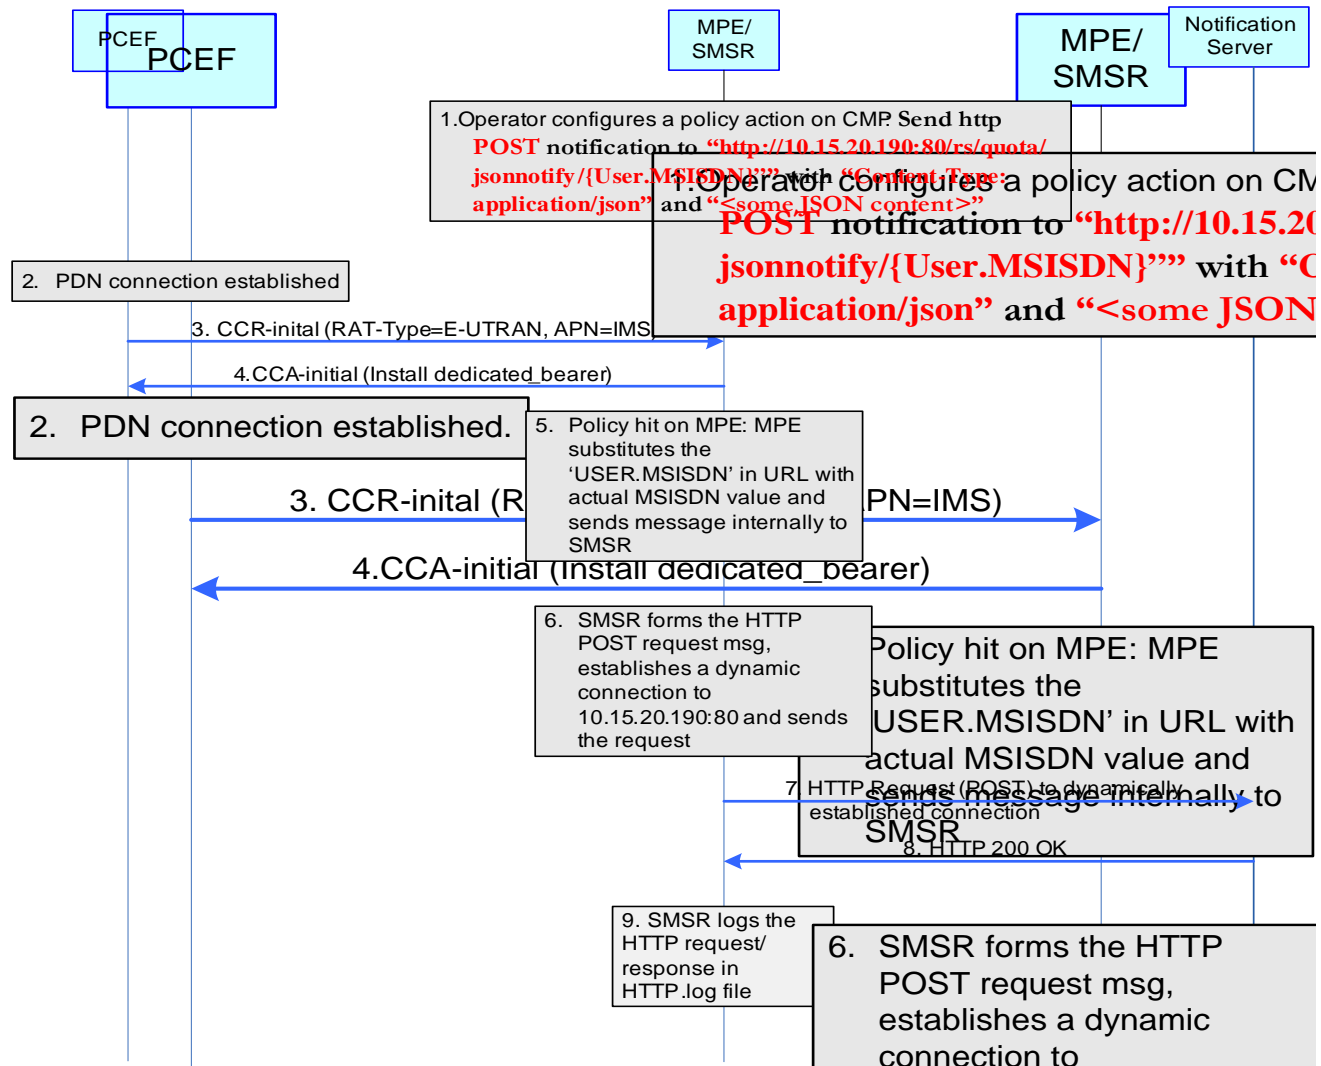 PCEF
PCEF
MPE/
SMSR
MPE/
SMSR
Notification
Server
1.Operator configures a policy action on CMP. Send http
POST notification to “http://10.15.20.190:80/rs/quota/
jsonnotify/{User.MSISDN}”” with “Content-Type:
application/json” and “<some JSON content>”
1.Operator configures a policy action on CM
POST notification to “http://10.15.20
jsonnotify/{User.MSISDN}”” with “C
application/json” and “<some JSON
2. PDN connection established
3. CCR-inital (RAT-Type=E-UTRAN, APN=IMS
4.CCA-initial (Install dedicated_bearer)
2. PDN connection established.
5. Policy hit on MPE: MPE
substitutes the
‘USER.MSISDN’ in URL with
actual MSISDN value and
sends message internally to
SMSR
3. CCR-inital (R
APN=IMS)
4.CCA-initial (Install dedicated_bearer)
6. SMSR forms the HTTP
POST request msg,
establishes a dynamic
connection to
10.15.20.190:80 and sends
the request
Policy hit on MPE: MPE
substitutes the
USER.MSISDN’ in URL with
actual MSISDN value and
sends message internally to
SMSR
7. HTTP Request (POST) to dynamically
established connection
8. HTTP 200 OK
9. SMSR logs the
HTTP request/
response in
HTTP.log file
6. SMSR forms the HTTP
POST request msg,
establishes a dynamic
connection to